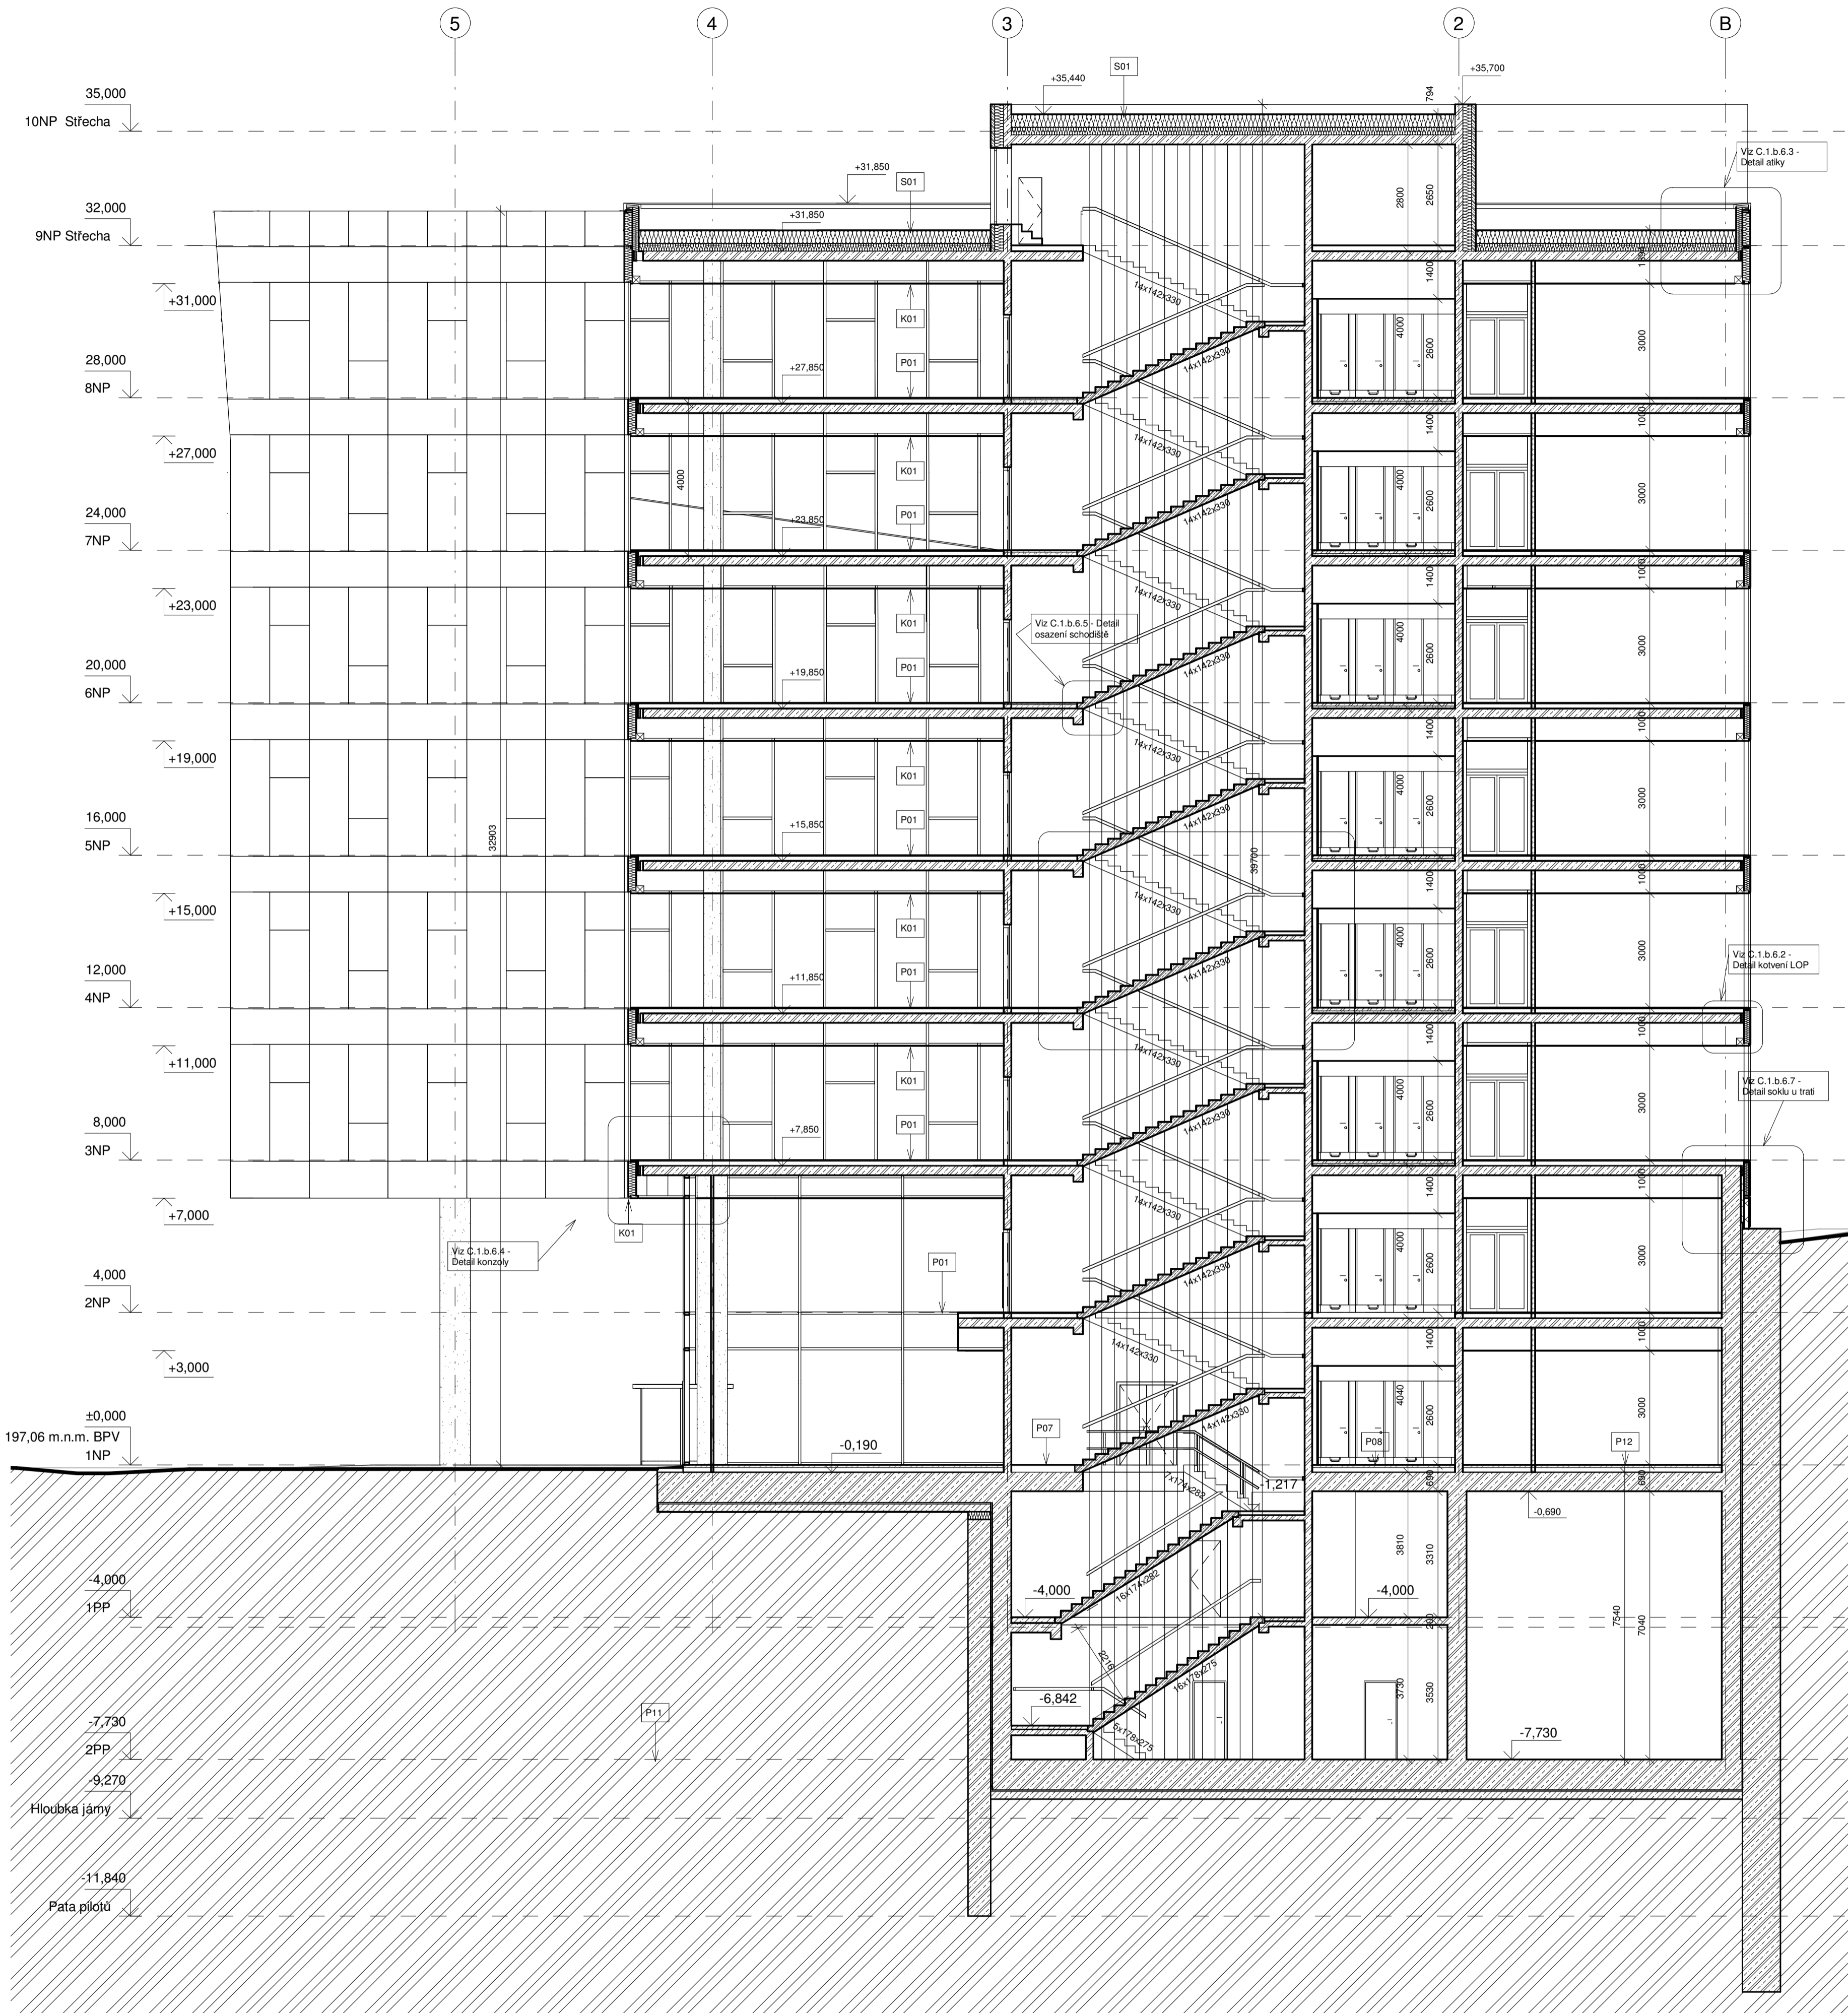 5
4
3
2
B
35,000
10NP Střecha
+35,440
S01
+35,700
794
Viz C.1.b.6.3 -
Detail atiky
+31,850
S01
+31,850
32,000
9NP Střecha
2800
2650
1400
+31,000
K01
14x142x330
4000
2600
3000
28,000
8NP
P01
+27,850
14x142x330
1400
1000
+27,000
4000
K01
14x142x330
4000
2600
3000
24,000
7NP
P01
+23,850
14x142x330
1400
1000
+23,000
K01
Viz C.1.b.6.5 - Detail
osazení schodiště
14x142x330
4000
2600
3000
20,000
6NP
P01
+19,850
14x142x330
1400
1000
+19,000
K01
14x142x330
4000
2600
3000
16,000
5NP
32903
P01
+15,850
14x142x330
39700
1400
1000
+15,000
K01
14x142x330
4000
2600
3000
12,000
4NP
P01
+11,850
14x142x330
Viz C.1.b.6.2 -
Detail kotvení LOP
1400
1000
+11,000
K01
14x142x330
4000
2600
3000
8,000
3NP
P01
+7,850
14x142x330
Viz C.1.b.6.7 -
Detail soklu u trati
1400
1000
+7,000
K01
Viz C.1.b.6.4 -
Detail konzoly
14x142x330
4000
2600
3000
4,000
2NP
P01
14x142x330
1400
1000
+3,000
14x142x330
4040
2600
3000
±0,000
197,06 m.n.m. BPV
1NP
-0,190
P07
14x142x330
P08
P12
7x174x282
-1,217
690
690
-0,690
3810
3310
-4,000
1PP
-4,000
16x174x282
-4,000
200
7540
7040
2216
16x178x275
-6,842
3730
3530
5x178x275
-7,730
2PP
P11
-7,730
-9,270
Hloubka jámy
-11,840
Pata pilotů